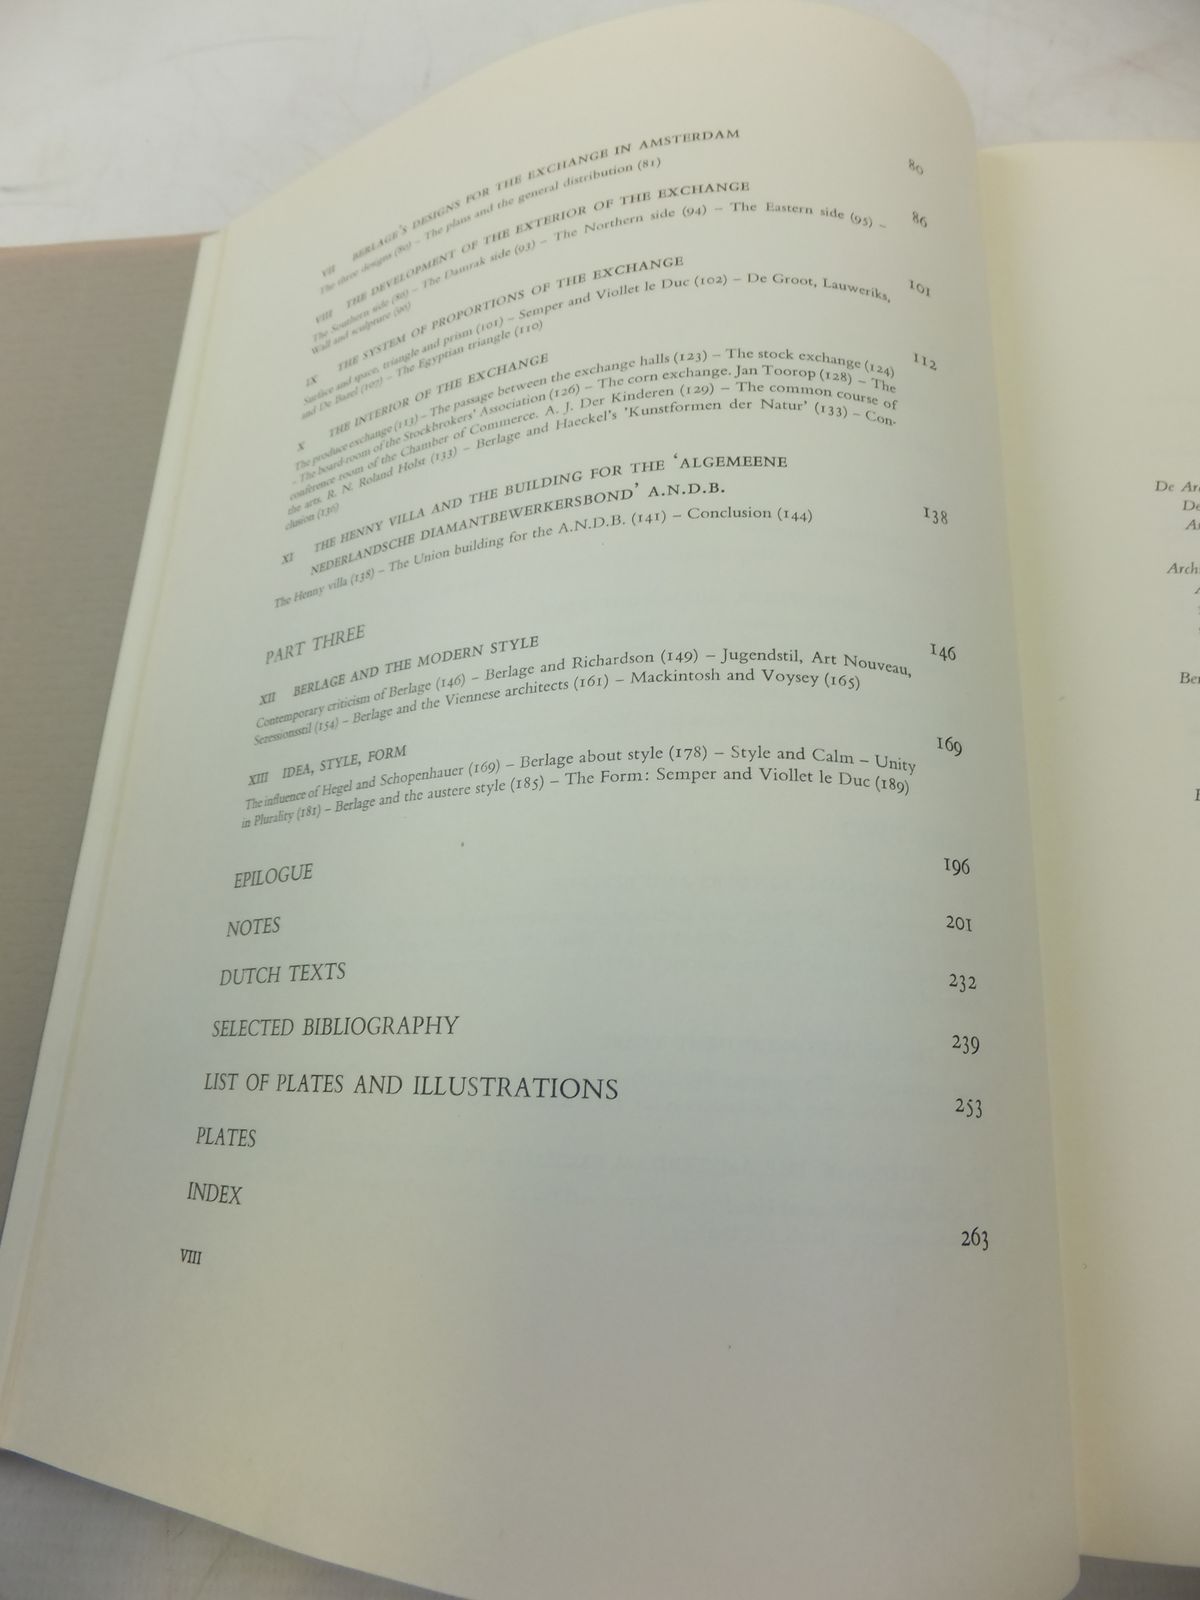 VII BERLAGE'S DESIGNS FOR THE EXCHANGE IN AMSTERDAM 80
The three designs (80) – The plans and the general distribution (81)
VIII THE DEVELOPMENT OF THE EXTERIOR OF THE EXCHANGE 86
The Southern side (89) – The Damrak side (93) – The Northern side (94) – The Eastern side (95) –
Wall and sculpture (96)
IX THE SYSTEM OF PROPORTIONS OF THE EXCHANGE 101
Surface and space, triangle and prism (101) – Semper and Viollet le Duc (102) – De Groot, Lauweriks,
and De Bazel (107) – The Egyptian triangle (110)
X THE INTERIOR OF THE EXCHANGE 112
The produce exchange (113) – The passage between the exchange halls (123) – The stock exchange (124)
– The board-room of the Stockbrokers' Association (126) – The corn exchange. Jan Toorop (128) – The
conference room of the Chamber of Commerce. A. J. Der Kinderen (129) – The common course of
the arts. R. N. Roland Holst (133) – Berlage and Haeckel's 'Kunstformen der Natur' (133) – Con-
clusion (136)
XI THE HENNY VILLA AND THE BUILDING FOR THE 'ALGEMEENE
NEDERLANDSCHE DIAMANTBEWERKERSBOND' A.N.D.B. 138
The Henny villa (138) – The Union building for the A.N.D.B. (141) – Conclusion (144)
PART THREE
XII BERLAGE AND THE MODERN STYLE 146
Contemporary criticism of Berlage (146) – Berlage and Richardson (149) – Jugendstil, Art Nouveau,
Sezessionsstil (154) – Berlage and the Viennese architects (161) – Mackintosh and Voysey (165)
XIII IDEA, STYLE, FORM 169
The influence of Hegel and Schopenhauer (169) – Berlage about style (178) – Style and Calm – Unity
in Plurality (181) – Berlage and the austere style (185) – The Form: Semper and Viollet le Duc (189)
EPILOGUE 196
NOTES 201
DUTCH TEXTS 232
SELECTED BIBLIOGRAPHY 239
LIST OF PLATES AND ILLUSTRATIONS 253
PLATES
INDEX 263
VIII
De